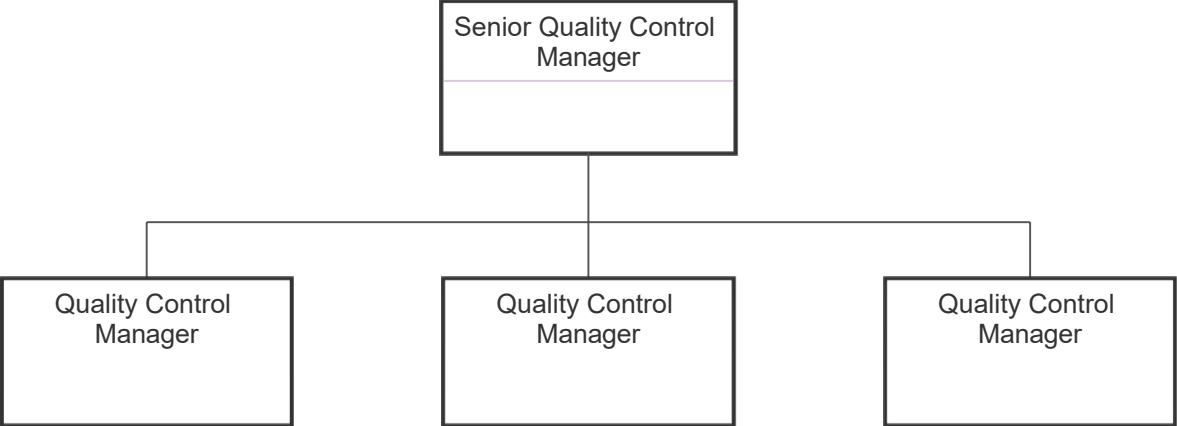 Senior Quality Control
Manager
Quality Control
Manager
Quality Control
Manager
Quality Control
Manager